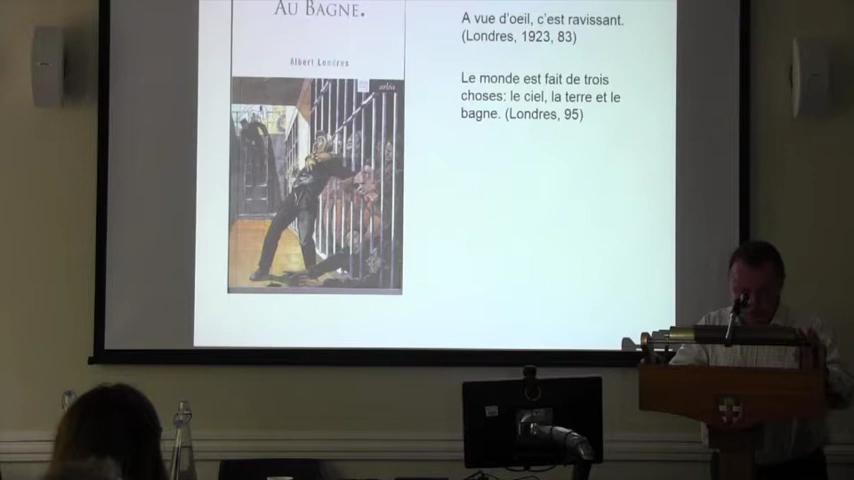 AU BAGNE.
Albert Londres
arléa
A vue d'oeil, c'est ravissant.
(Londres, 1923, 83)
Le monde est fait de trois
choses: le ciel, la terre et le
bagne. (Londres, 95)